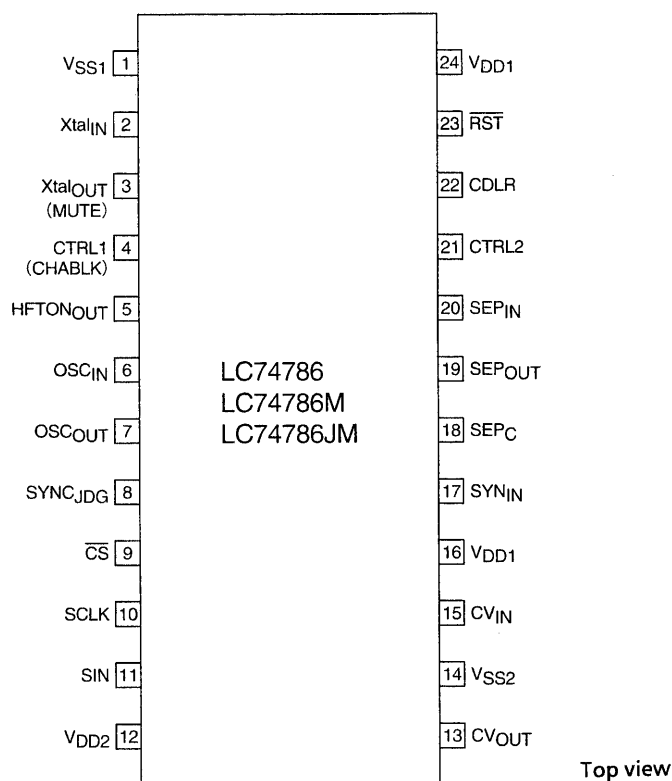 VSS1 1
XtalIN 2
XtalOUT 3
(MUTE)
CTRL1 4
(CHABLK)
HFTONOUT 5
OSCIN 6
OSCOUT 7
SYNCJDG 8
CS 9
SCLK 10
SIN 11
VDD2 12
LC74786
LC74786M
LC74786JM
24 VDD1
23 RST
22 CDLR
21 CTRL2
20 SEPIN
19 SEPOUT
18 SEPC
17 SYNIN
16 VDD1
15 CVIN
14 VSS2
13 CVOUT
Top view